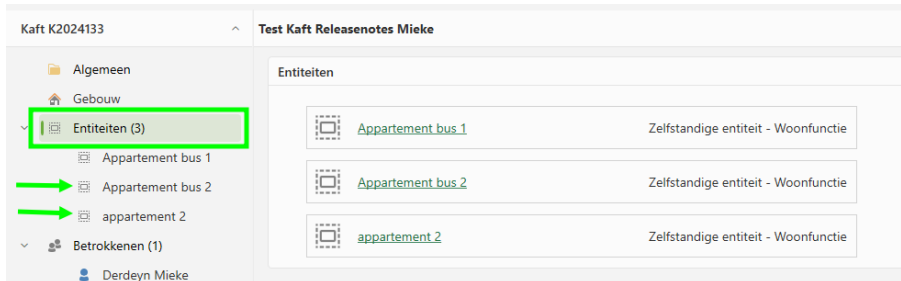 Kaft K2024133
Test Kaft Releasenotes Mieke
Algemeen
Gebouw
Entiteiten (3)
Appartement bus 1
Appartement bus 2
appartement 2
Betrokkenen (1)
Derdeyn Mieke
Entiteiten
Appartement bus 1 Zelfstandige entiteit - Woonfunctie
Appartement bus 2 Zelfstandige entiteit - Woonfunctie
appartement 2 Zelfstandige entiteit - Woonfunctie